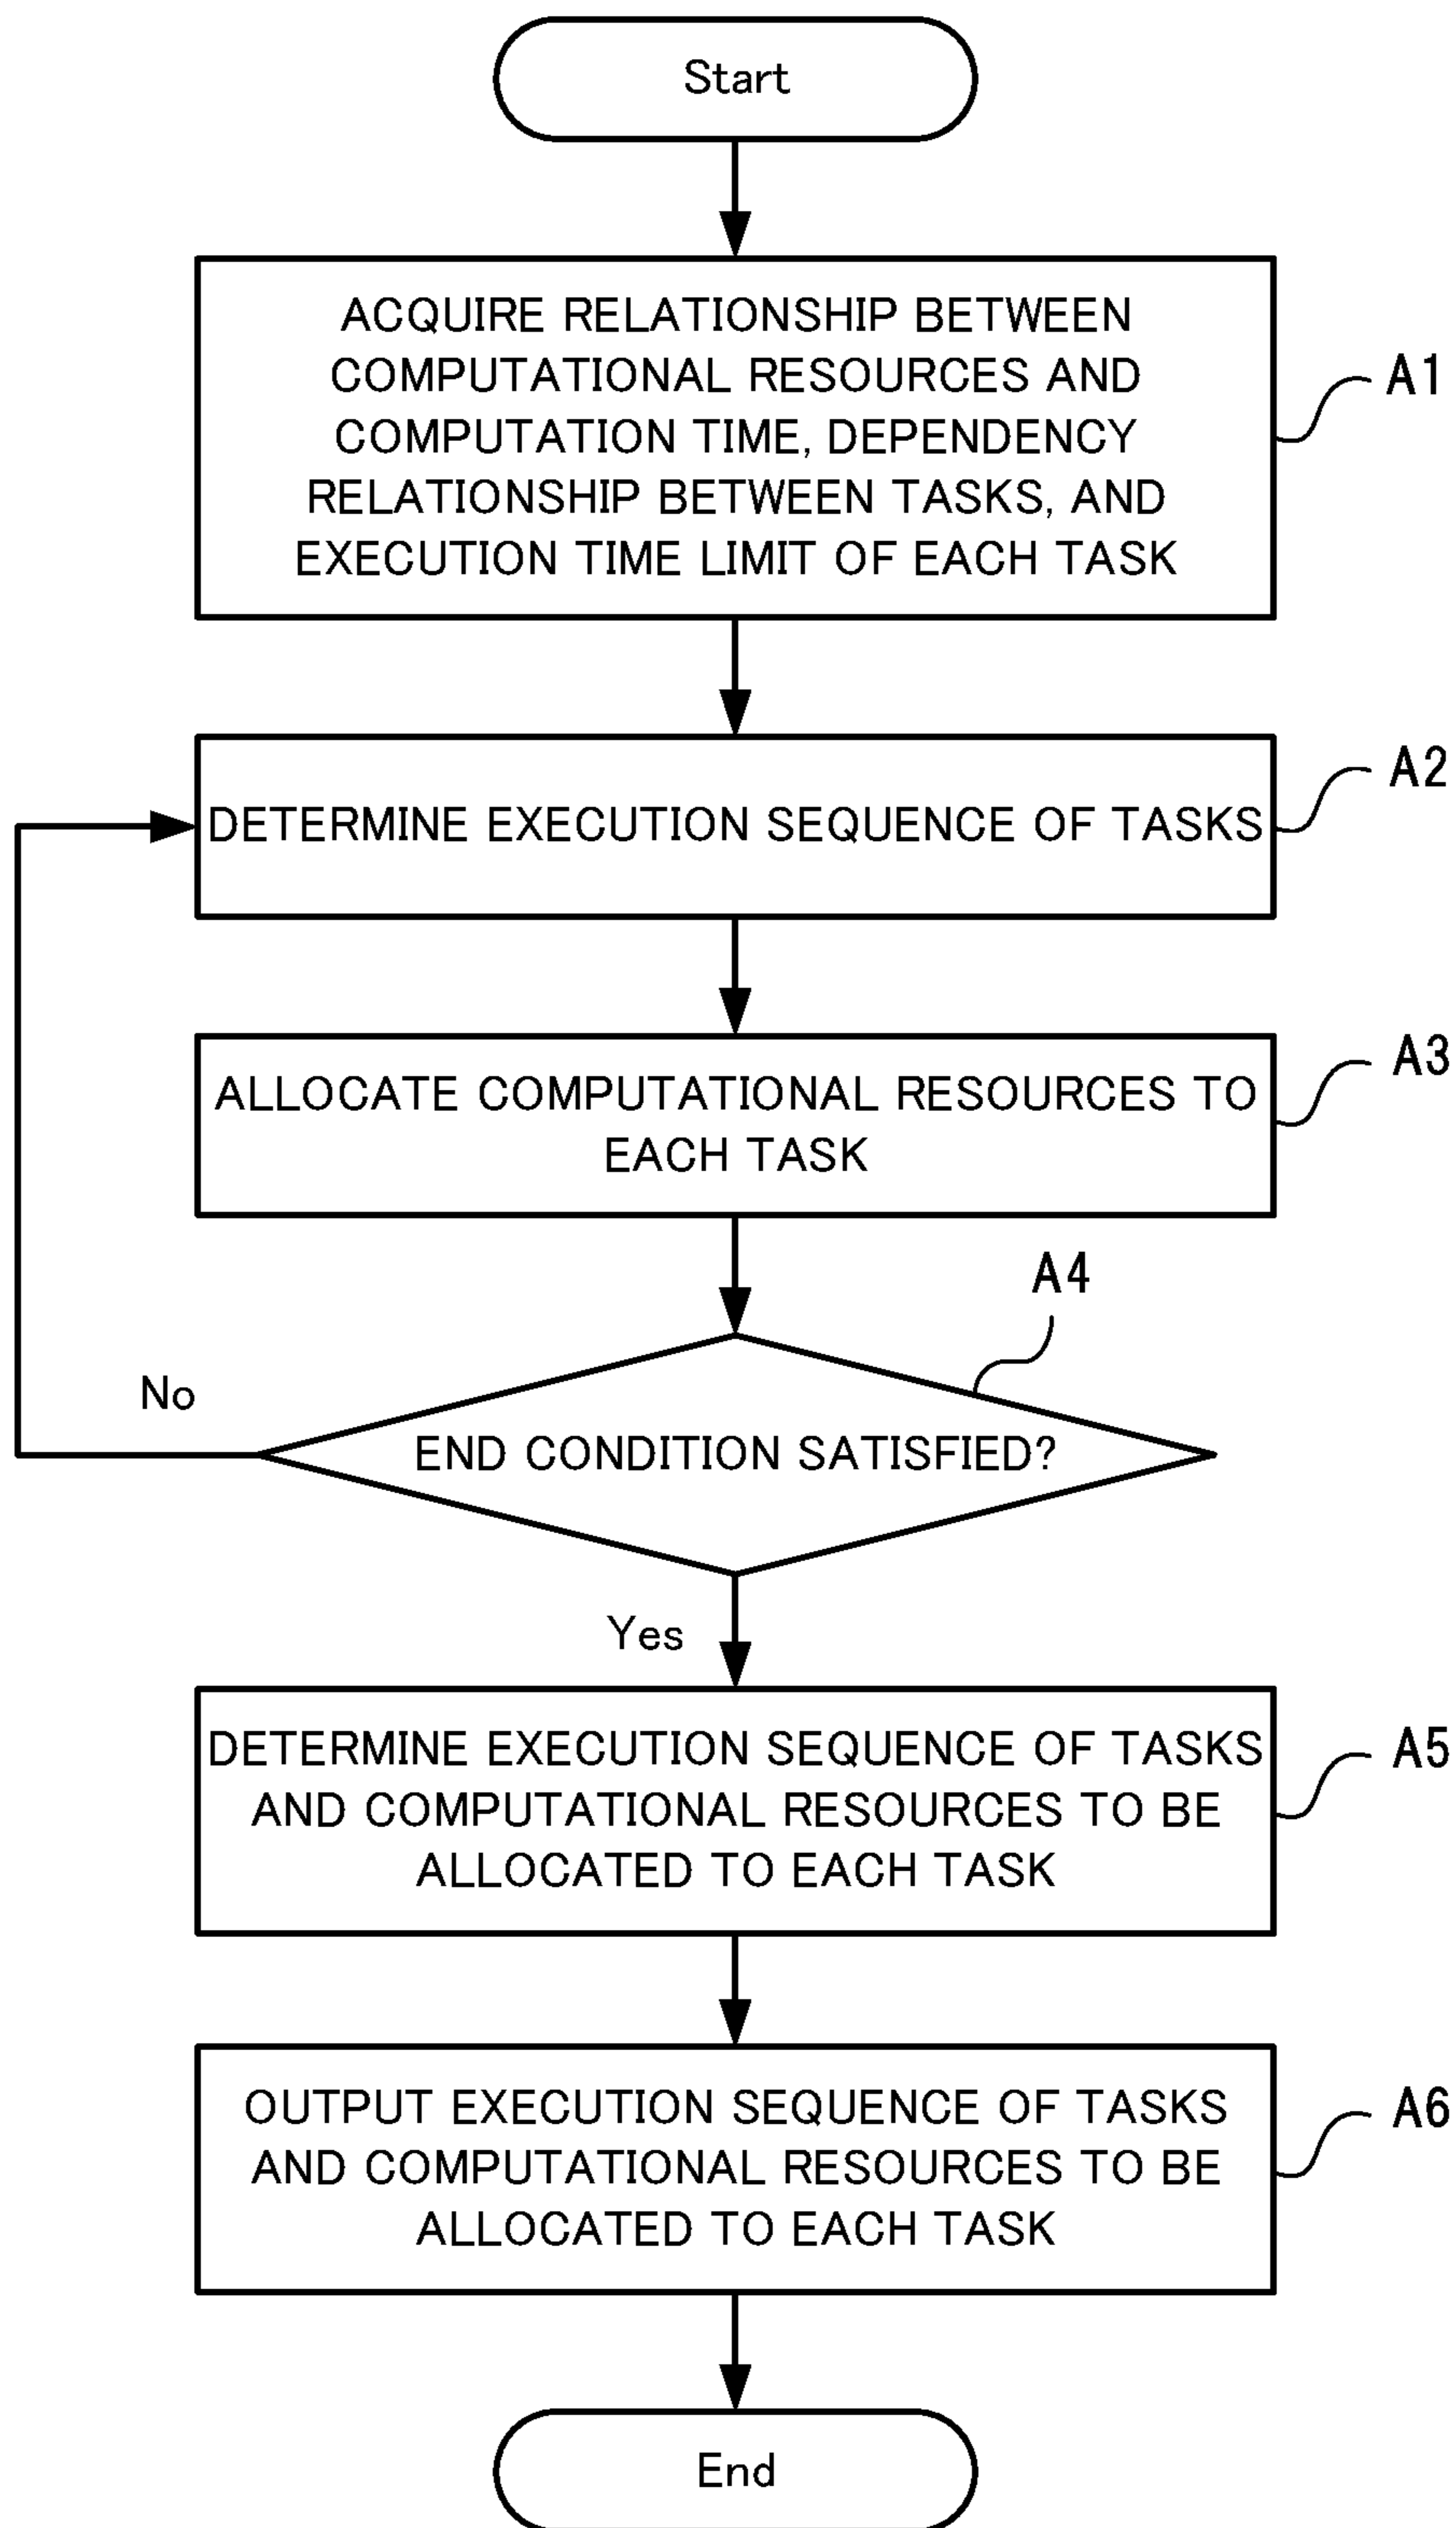 Start
ACQUIRE RELATIONSHIP BETWEEN
COMPUTATIONAL RESOURCES AND
COMPUTATION TIME, DEPENDENCY
RELATIONSHIP BETWEEN TASKS, AND
EXECUTION TIME LIMIT OF EACH TASK
A1
DETERMINE EXECUTION SEQUENCE OF TASKS
A2
ALLOCATE COMPUTATIONAL RESOURCES TO
EACH TASK
A3
A4
No
END CONDITION SATISFIED?
Yes
DETERMINE EXECUTION SEQUENCE OF TASKS
AND COMPUTATIONAL RESOURCES TO BE
ALLOCATED TO EACH TASK
A5
OUTPUT EXECUTION SEQUENCE OF TASKS
AND COMPUTATIONAL RESOURCES TO BE
ALLOCATED TO EACH TASK
A6
End